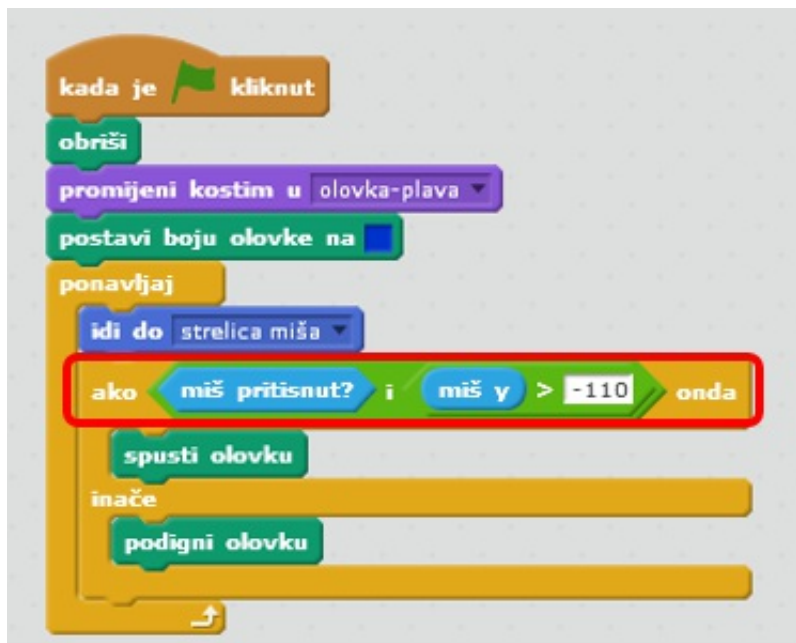 kada je kliknut
obriši
promijeni kostim u olovka-plava
postavi boju olovke na
ponavljaj
idi do strelica miša
ako miš pritisnut? i miš y > -110 onda
spusti olovku
inače
podigni olovku